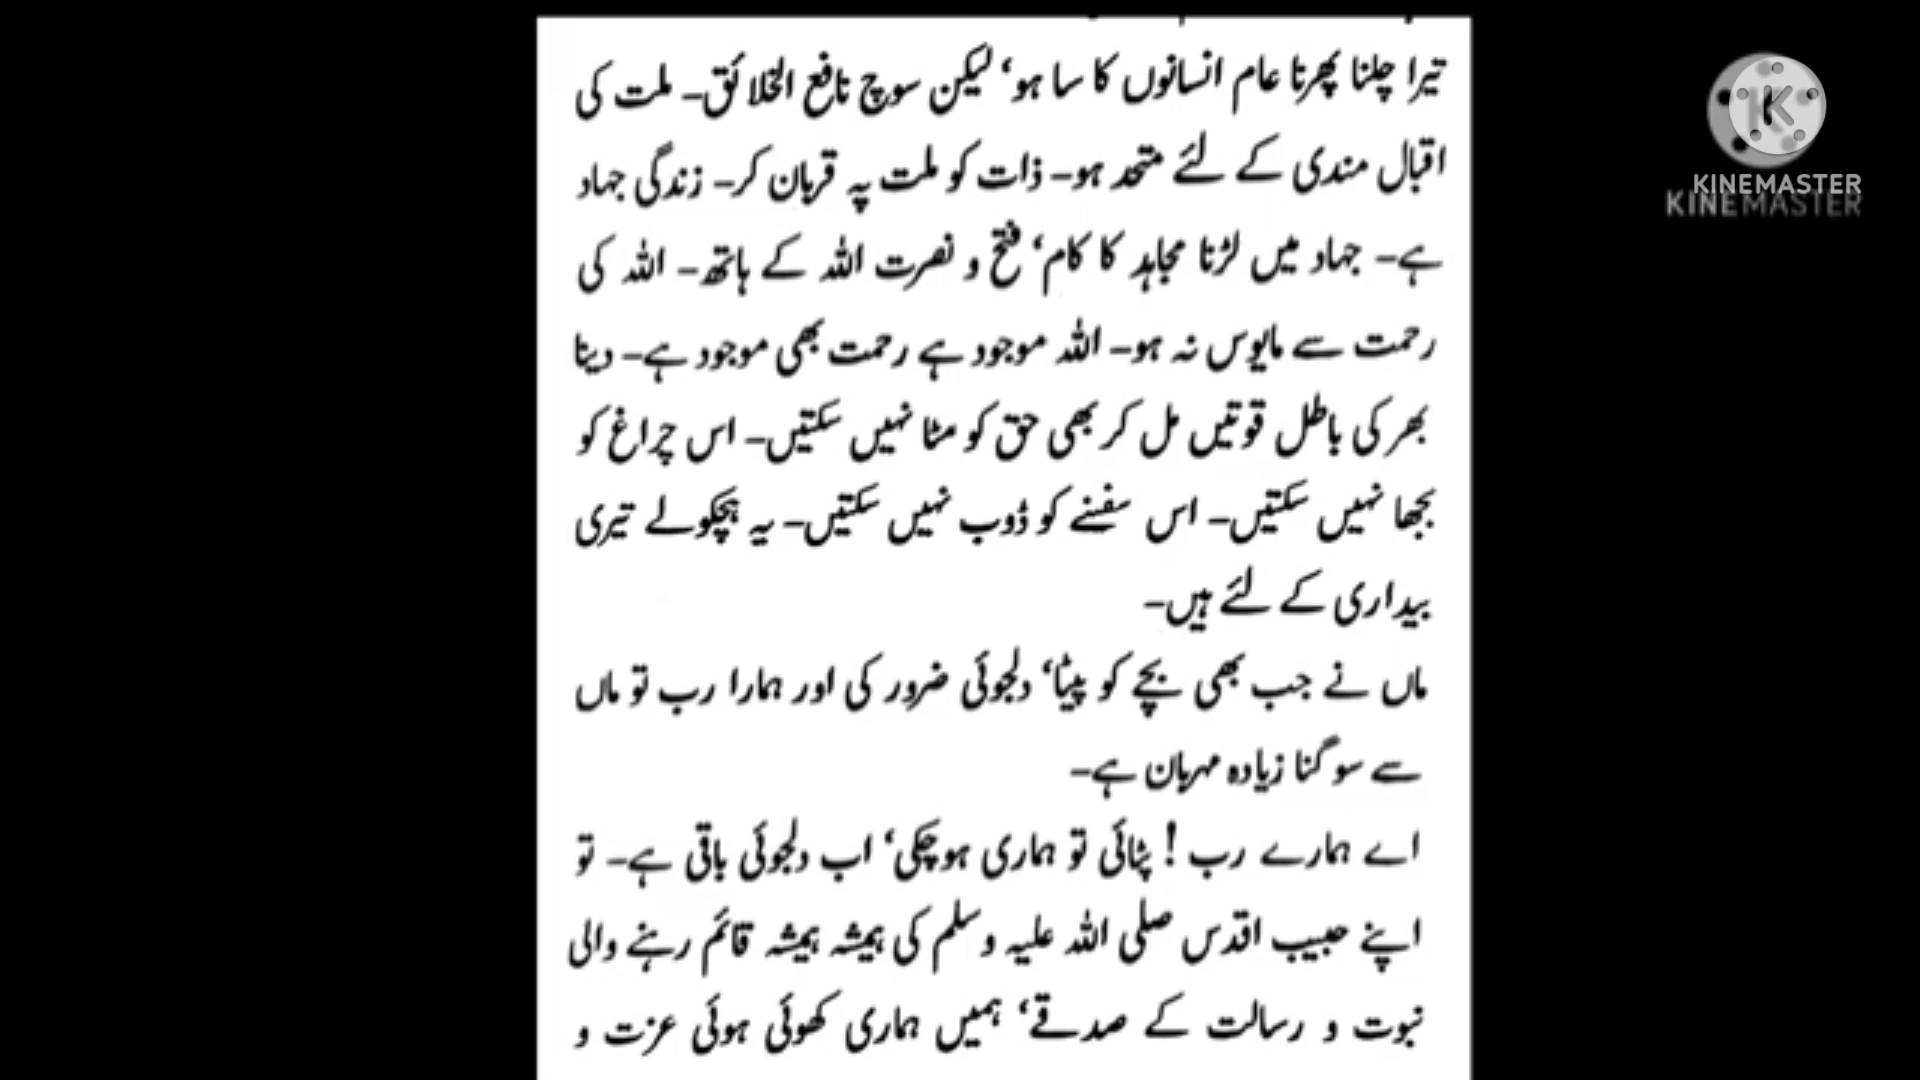 تیرا چلنا پھرنا عام انسانوں کا سا ہو، لیکن سوچ نافع الخلائق۔ ملت کی
اقبال مندی کے لئے متحد ہو۔ ذات کو ملت پہ قربان کر۔ زندگی جہاد
ہے۔ جہاد میں لڑنا مجاہد کا کام، فتح و نصرت اللہ کے ہاتھ۔ اللہ کی
رحمت سے مایوس نہ ہو۔ اللہ موجود ہے رحمت بھی موجود ہے۔ دینا
بھر کی باطل قوتیں مل کر بھی حق کو مٹا نہیں سکتیں۔ اس چراغ کو
بجھا نہیں سکتیں۔ اس سفنے کو ڈوب نہیں سکتیں۔ یہ ہچکولے تیری
بیداری کے لئے ہیں۔
ماں نے جب بھی بچے کو پیٹا، دلجوئی ضرور کی اور ہمارا رب تو ماں
سے سو گنا زیادہ مہربان ہے۔
اے ہمارے رب ! پٹائی تو ہماری ہوچکی، اب دلجوئی باقی ہے۔ تو
اپنے حبیب اقدس صلی اللہ علیہ وسلم کی ہمیشہ ہمیشہ قائم رہنے والی
نبوت و رسالت کے صدقے، ہمیں ہماری کھوئی ہوئی عزت و
KINEMASTER